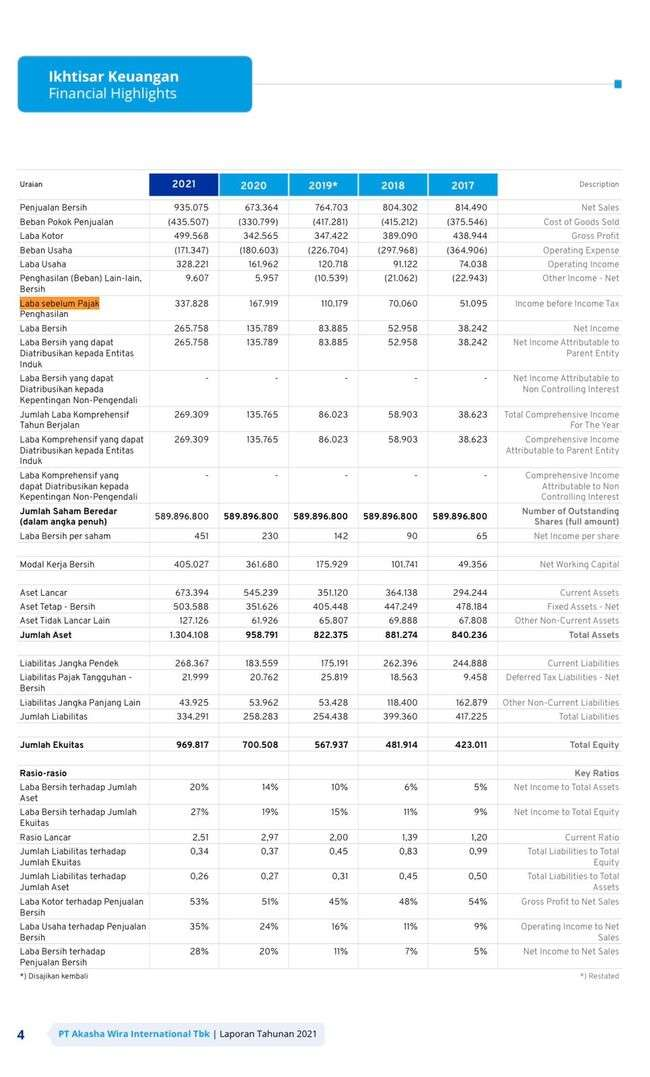 Ikhtisar Keuangan
Financial Highlights
Uraian 2021 2020 2019* 2018 2017 Description
Penjualan Bersih 935.075 673.364 764.703 804.302 814.490 Net Sales
Beban Pokok Penjualan (435.507) (330.799) (417.281) (415.212) (375.546) Cost of Goods Sold
Laba Kotor 499.568 342.565 347.422 389.090 438.944 Gross Profit
Beban Usaha (171.347) (180.603) (226.704) (297.968) (364.906) Operating Expense
Laba Usaha 328.221 161.962 120.718 91.122 74.038 Operating Income
Penghasilan (Beban) Lain-lain, 9.607 5.957 (10.539) (21.062) (22.943) Other Income - Net
Bersih
Laba sebelum Pajak 337.828 167.919 110.179 70.060 51.095 Income before Income Tax
Penghasilan
Laba Bersih 265.758 135.789 83.885 52.958 38.242 Net Income
Laba Bersih yang dapat 265.758 135.789 83.885 52.958 38.242 Net Income Attributable to
Diatribusikan kepada Entitas Parent Entity
Induk
Laba Bersih yang dapat - - - - - Net Income Attributable to
Diatribusikan kepada Non Controlling Interest
Kepentingan Non-Pengendali
Jumlah Laba Komprehensif 269.309 135.765 86.023 58.903 38.623 Total Comprehensive Income
Tahun Berjalan For The Year
Laba Komprehensif yang dapat 269.309 135.765 86.023 58.903 38.623 Comprehensive Income
Diatribusikan kepada Entitas Attributable to Parent Entity
Induk
Laba Komprehensif yang - - - - - Comprehensive Income
dapat Diatribusikan kepada Attributable to Non
Kepentingan Non-Pengendali Controlling Interest
Jumlah Saham Beredar 589.896.800 589.896.800 589.896.800 589.896.800 589.896.800 Number of Outstanding
(dalam angka penuh) Shares (full amount)
Laba Bersih per saham 451 230 142 90 65 Net Income per share
Modal Kerja Bersih 405.027 361.680 175.929 101.741 49.356 Net Working Capital
Aset Lancar 673.394 545.239 351.120 364.138 294.244 Current Assets
Aset Tetap - Bersih 503.588 351.626 405.448 447.249 478.184 Fixed Assets - Net
Aset Tidak Lancar Lain 127.126 61.926 65.807 69.888 67.808 Other Non-Current Assets
Jumlah Aset 1.304.108 958.791 822.375 881.274 840.236 Total Assets
Liabilitas Jangka Pendek 268.367 183.559 175.191 262.396 244.888 Current Liabilities
Liabilitas Pajak Tangguhan - 21.999 20.762 25.819 18.563 9.458 Deferred Tax Liabilities - Net
Bersih
Liabilitas Jangka Panjang Lain 43.925 53.962 53.428 118.400 162.879 Other Non-Current Liabilities
Jumlah Liabilitas 334.291 258.283 254.438 399.360 417.225 Total Liabilities
Jumlah Ekuitas 969.817 700.508 567.937 481.914 423.011 Total Equity
Rasio-rasio Key Ratios
Laba Bersih terhadap Jumlah 20% 14% 10% 6% 5% Net Income to Total Assets
Aset
Laba Bersih terhadap Jumlah 27% 19% 15% 11% 9% Net Income to Total Equity
Ekuitas
Rasio Lancar 2,51 2,97 2,00 1,39 1,20 Current Ratio
Jumlah Liabilitas terhadap 0,34 0,37 0,45 0,83 0,99 Total Liabilities to Total
Jumlah Ekuitas Equity
Jumlah Liabilitas terhadap 0,26 0,27 0,31 0,45 0,50 Total Liabilities to Total
Jumlah Aset Assets
Laba Kotor terhadap Penjualan 53% 51% 45% 48% 54% Gross Profit to Net Sales
Bersih
Laba Usaha terhadap Penjualan 35% 24% 16% 11% 9% Operating Income to Net
Bersih Sales
Laba Bersih terhadap 28% 20% 11% 7% 5% Net Income to Net Sales
Penjualan Bersih
*) Disajikan kembali *) Restated
4 PT Akasha Wira International Tbk | Laporan Tahunan 2021